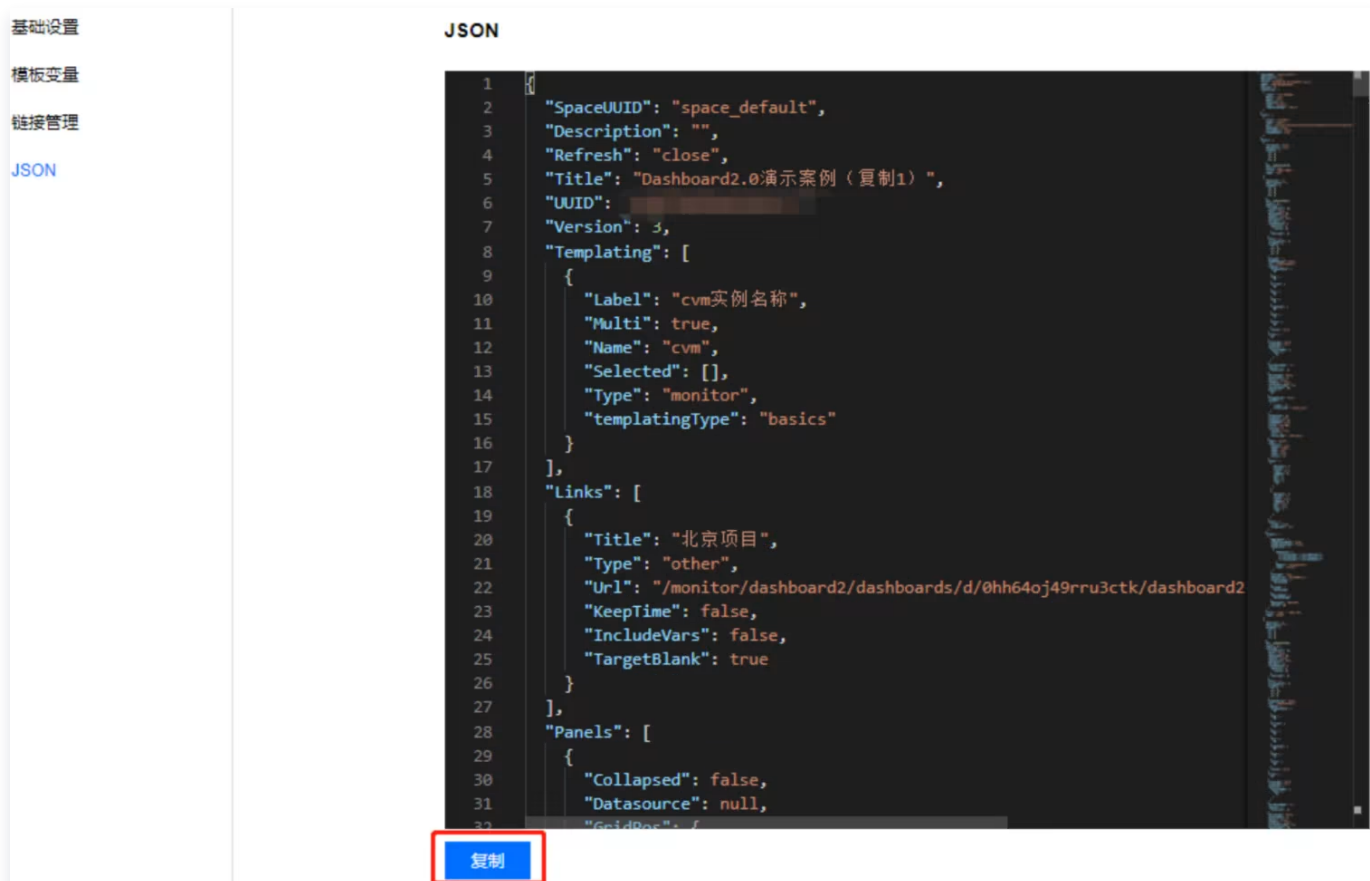 基础设置
模板变量
链接管理
JSON
JSON
1 {
2 "SpaceUUID": "space_default",
3 "Description": "",
4 "Refresh": "close",
5 "Title": "Dashboard2.0演示案例（复制1）",
6 "UUID":
7 "Version": 3,
8 "Templating": [
9 {
10 "Label": "cvm实例名称",
11 "Multi": true,
12 "Name": "cvm",
13 "Selected": [],
14 "Type": "monitor",
15 "templatingType": "basics"
16 }
17 ],
18 "Links": [
19 {
20 "Title": "北京项目",
21 "Type": "other",
22 "Url": "/monitor/dashboard2/dashboards/d/0hh64oj49rru3ctk/dashboard2
23 "KeepTime": false,
24 "IncludeVars": false,
25 "TargetBlank": true
26 }
27 ],
28 "Panels": [
29 {
30 "Collapsed": false,
31 "Datasource": null,
32 "GridPos": {
复制